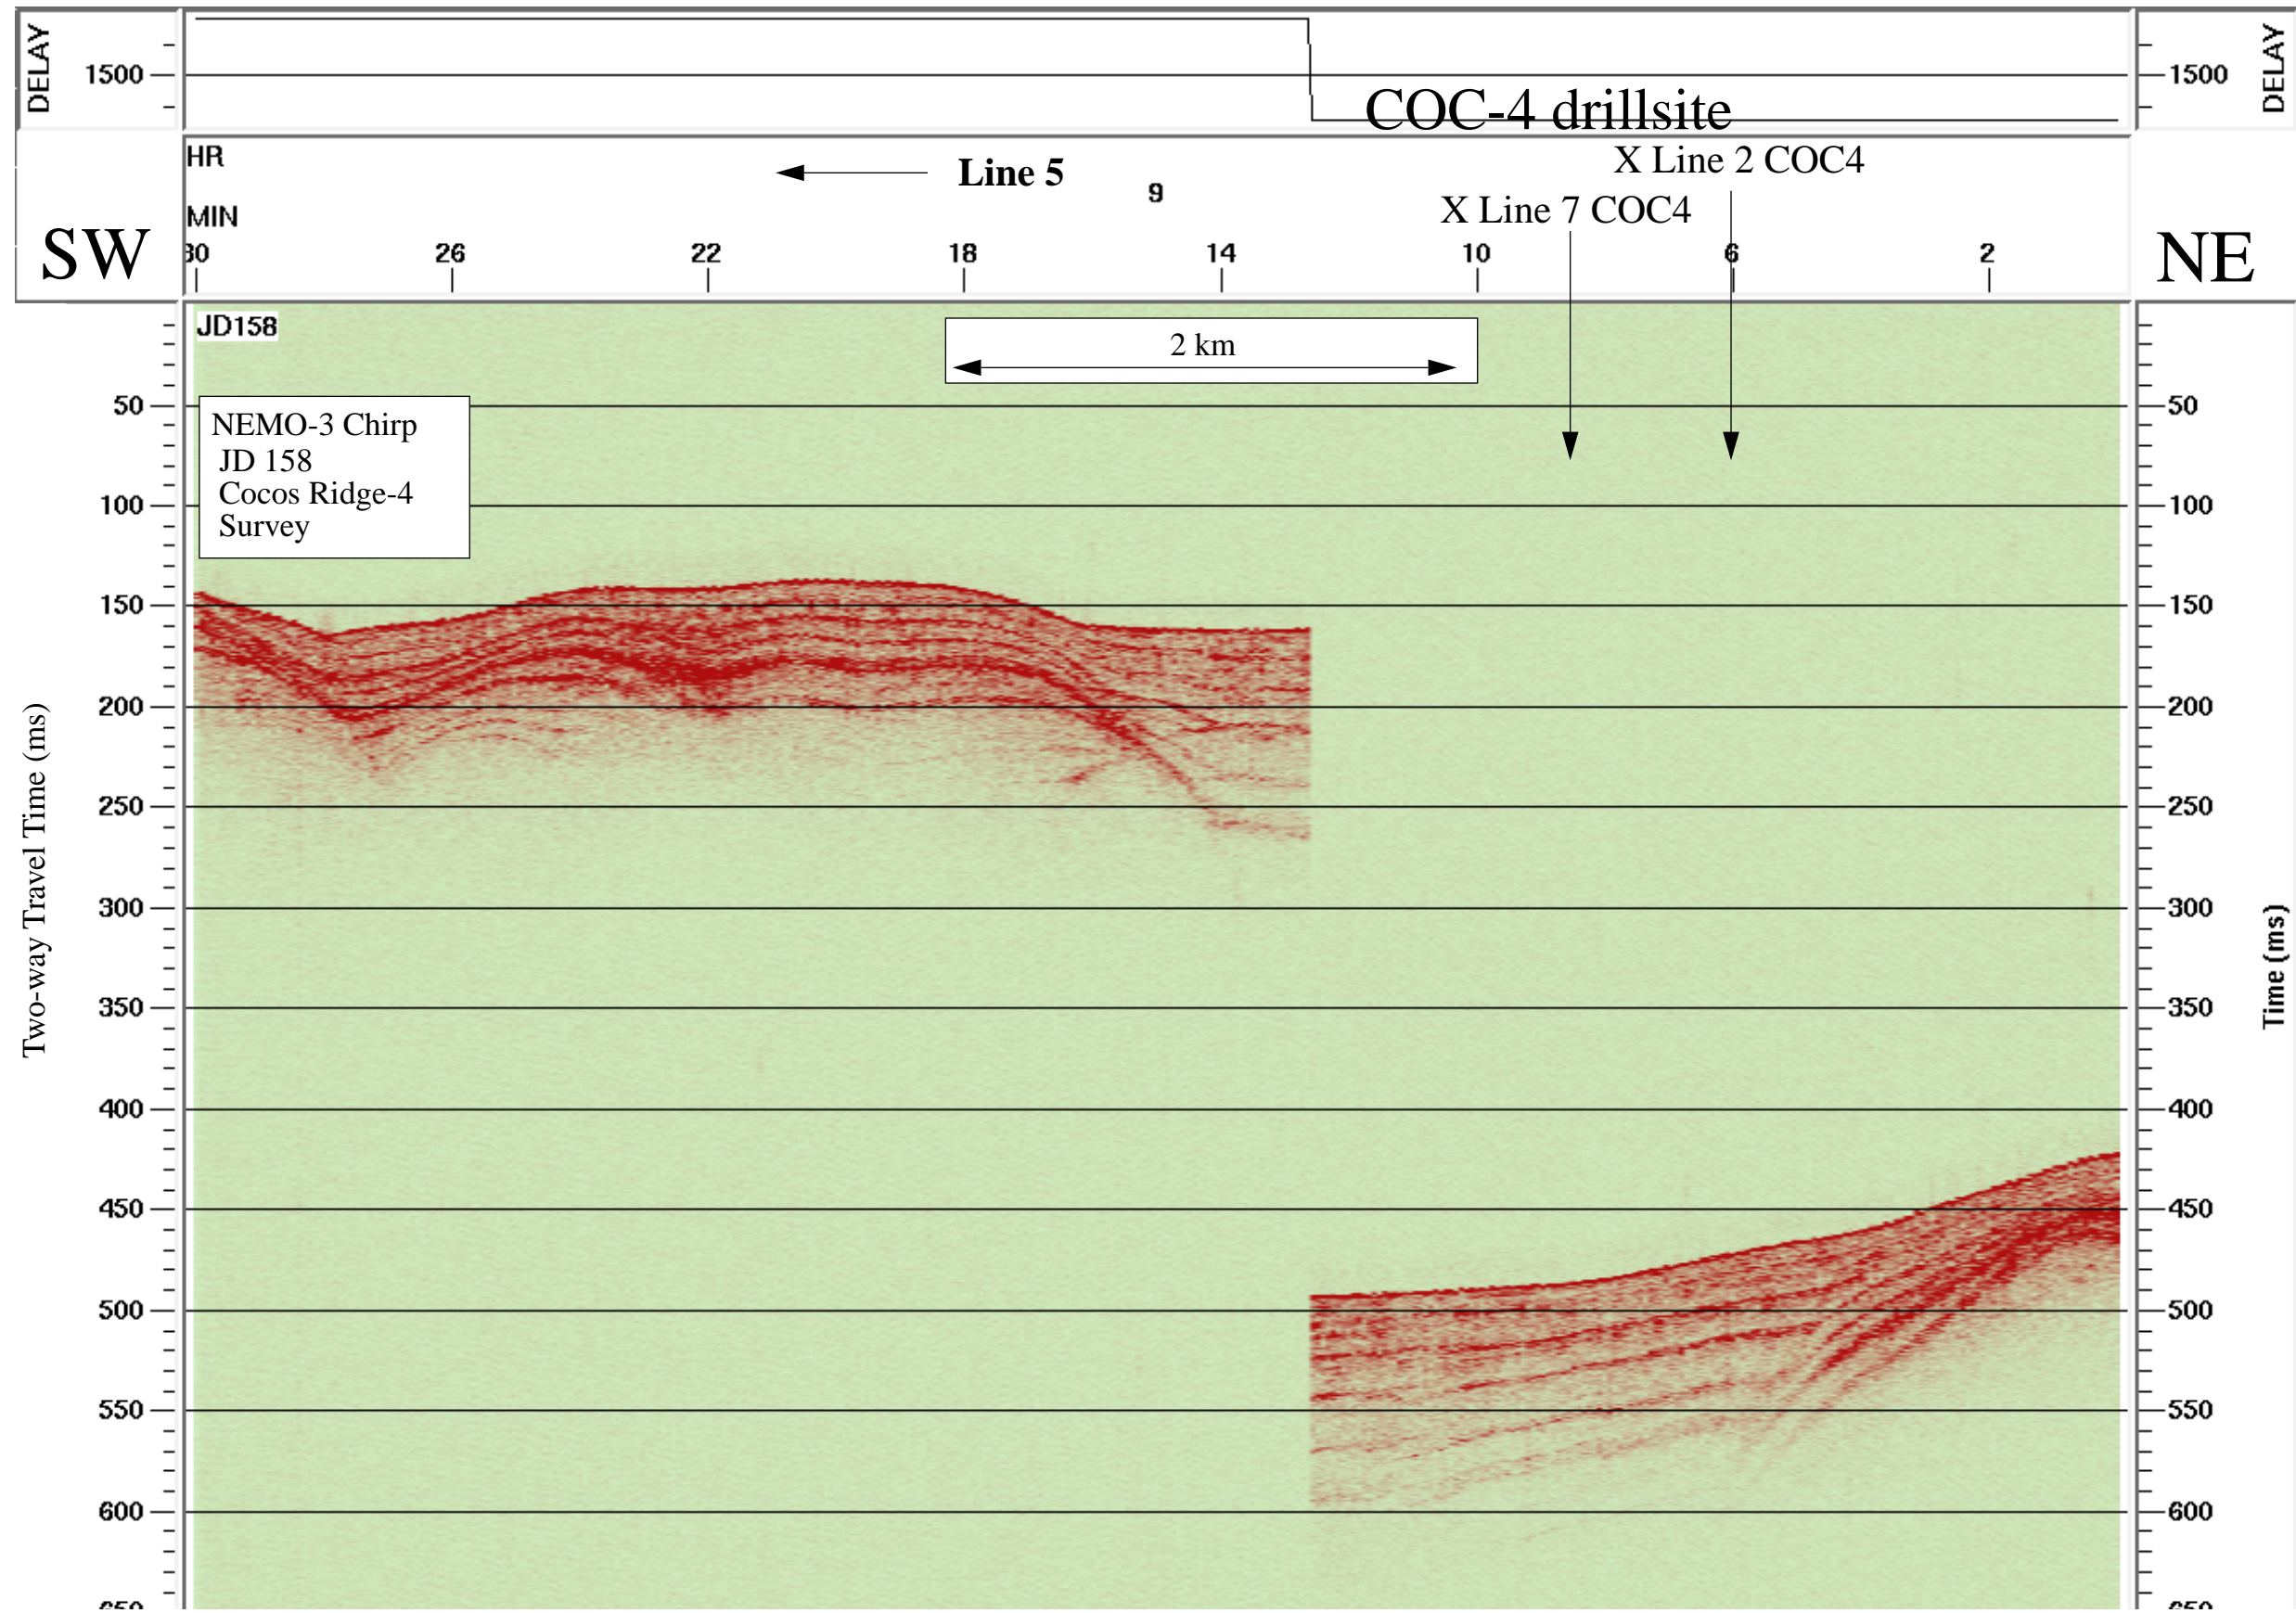 DELAY
1500
1500
DELAY
COC-4 drillsite
HR
Line 5
9
X Line 2 COC4
MIN
X Line 7 COC4
SW
30
26
22
18
14
10
6
2
NE
JD158
2 km
NEMO-3 Chirp
JD 158
Cocos Ridge-4
Survey
50
50
100
100
150
150
200
200
250
250
300
300
350
350
400
400
450
450
500
500
550
550
600
600
650
650
Two-way Travel Time (ms)
Time (ms)